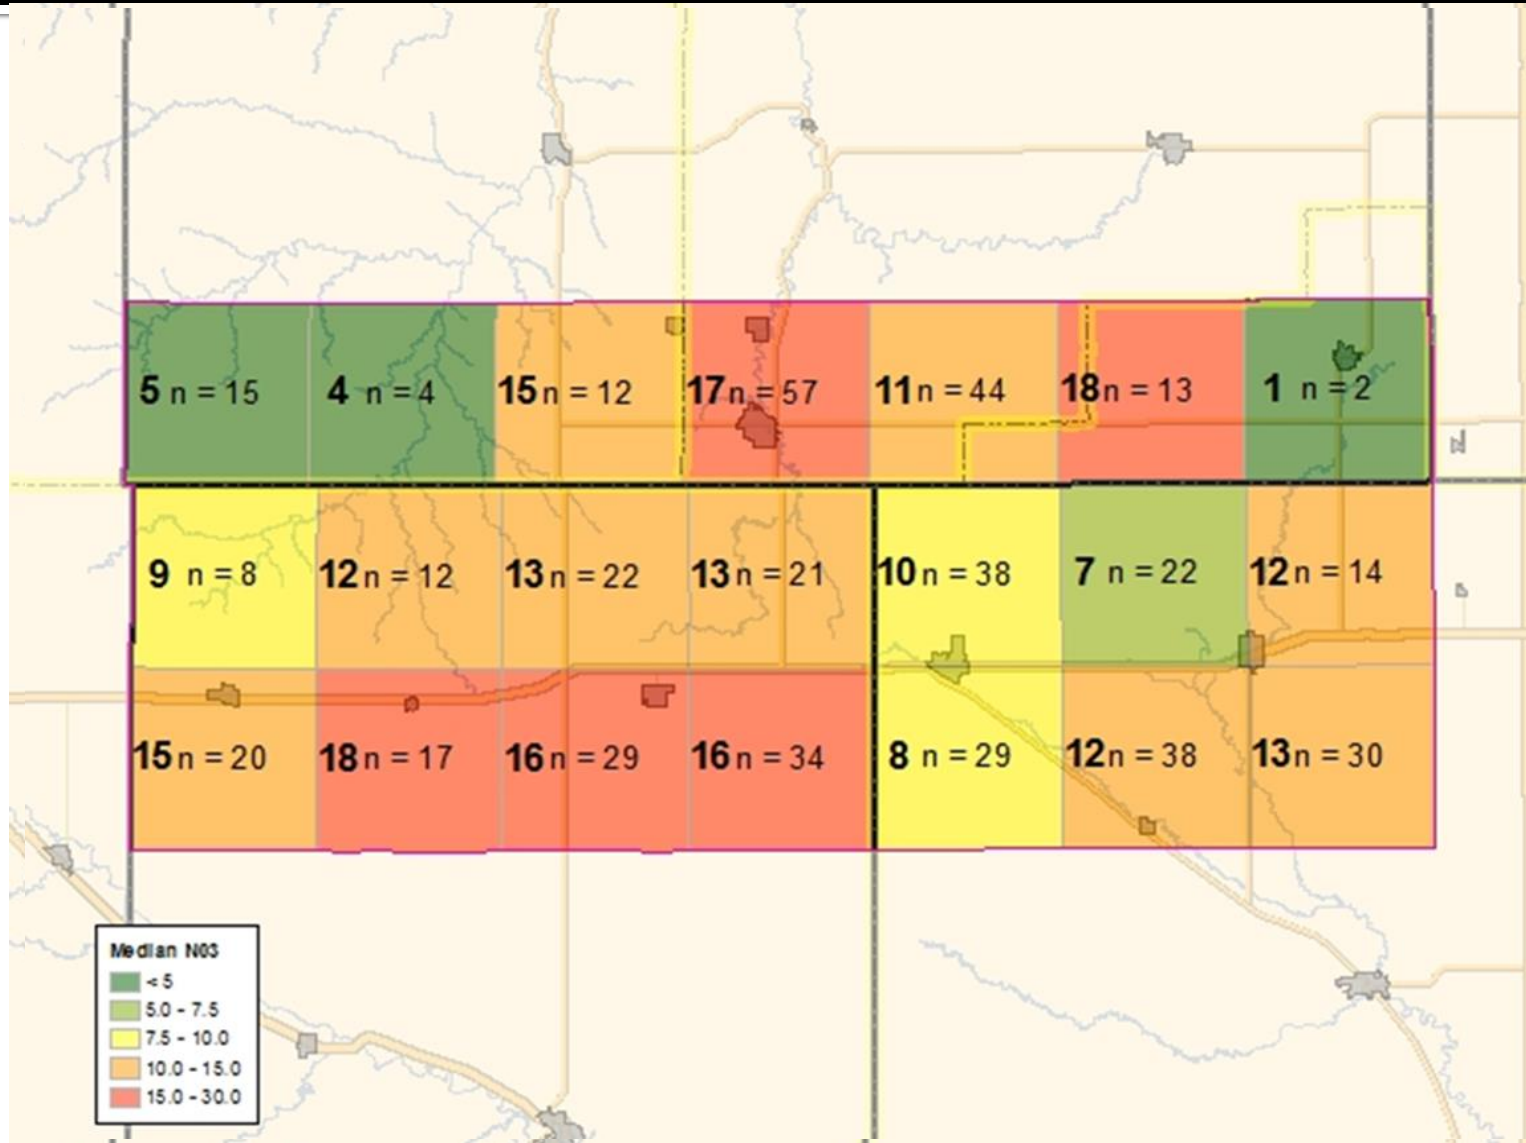 5 n = 15 4 n = 4 15 n = 12 17 n = 57 11 n = 44 18 n = 13 1 n = 2
9 n = 8 12 n = 12 13 n = 22 13 n = 21 10 n = 38 7 n = 22 12 n = 14
15 n = 20 18 n = 17 16 n = 29 16 n = 34 8 n = 29 12 n = 38 13 n = 30
Median N03
< 5
5.0 - 7.5
7.5 - 10.0
10.0 - 15.0
15.0 - 30.0